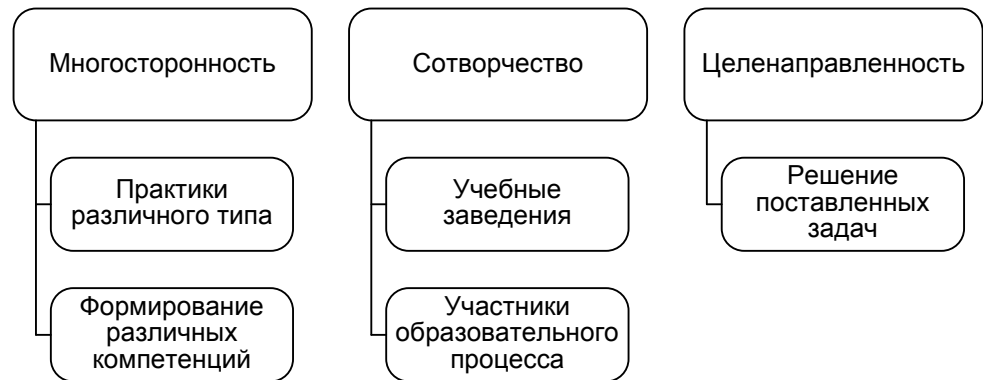 Многосторонность
Сотворчество
Целенаправленность
Практики
различного типа
Учебные
заведения
Решение
поставленных
задач
Формирование
различных
компетенций
Участники
образовательного
процесса